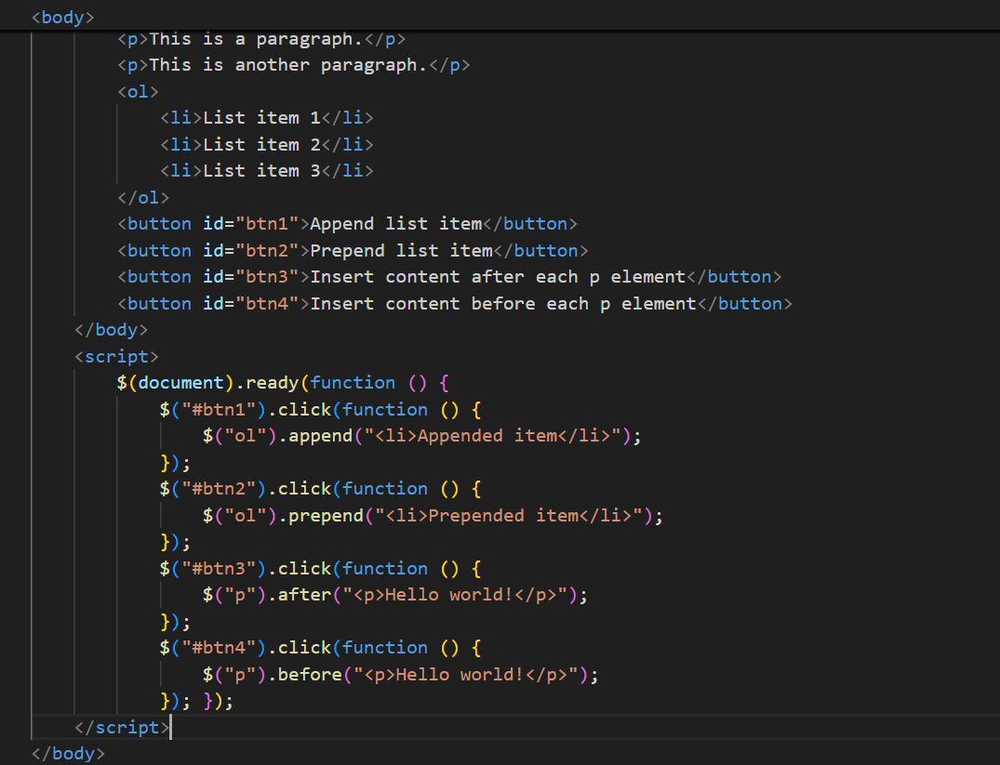 <body>
<p>This is a paragraph.</p>
<p>This is another paragraph.</p>
<ol>
<li>List item 1</li>
<li>List item 2</li>
<li>List item 3</li>
</ol>
<button id="btn1">Append list item</button>
<button id="btn2">Prepend list item</button>
<button id="btn3">Insert content after each p element</button>
<button id="btn4">Insert content before each p element</button>
</body>
<script>
$(document).ready(function () {
$("#btn1").click(function () {
$("ol").append("<li>Appended item</li>");
});
$("#btn2").click(function () {
$("ol").prepend("<li>Prepended item</li>");
});
$("#btn3").click(function () {
$("p").after("<p>Hello world!</p>");
});
$("#btn4").click(function () {
$("p").before("<p>Hello world!</p>");
}); });
</script>
</body>